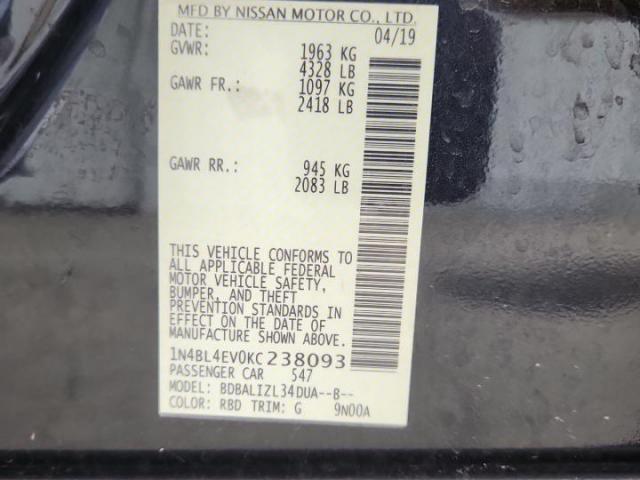 MFD BY NISSAN MOTOR CO., LTD.
DATE: 04/19
GVWR: 1963 KG
4328 LB
GAWR FR.: 1097 KG
2418 LB
GAWR RR.: 945 KG
2083 LB
THIS VEHICLE CONFORMS TO
ALL APPLICABLE FEDERAL
MOTOR VEHICLE SAFETY,
BUMPER, AND THEFT
PREVENTION STANDARDS IN
EFFECT ON THE DATE OF
MANUFACTURE SHOWN ABOVE.
1N4BL4EV0KC238093
PASSENGER CAR 547
MODEL: BDBALIZL34DUA--B--
COLOR: RBD TRIM: G 9N00A